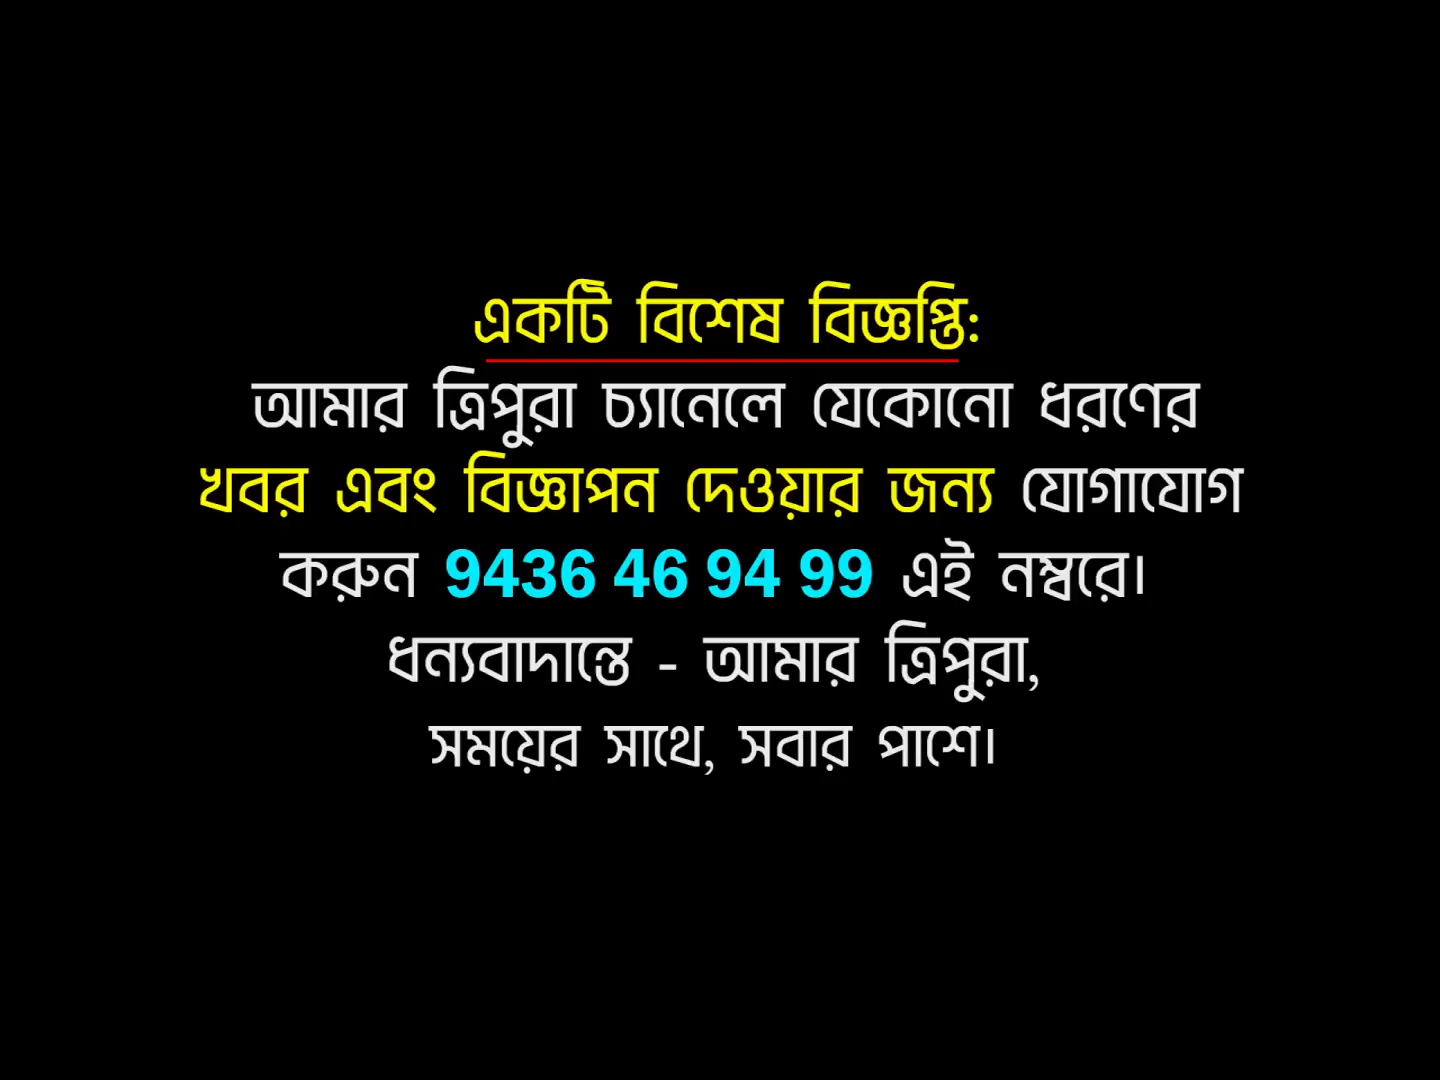 একটি বিশেষ বিজ্ঞপ্তি:
আমার ত্রিপুরা চ্যানেলে যেকোনো ধরণের
খবর এবং বিজ্ঞাপন দেওয়ার জন্য যোগাযোগ
করুন 9436 46 94 99 এই নম্বরে।
ধন্যবাদান্তে - আমার ত্রিপুরা,
সময়ের সাথে, সবার পাশে।